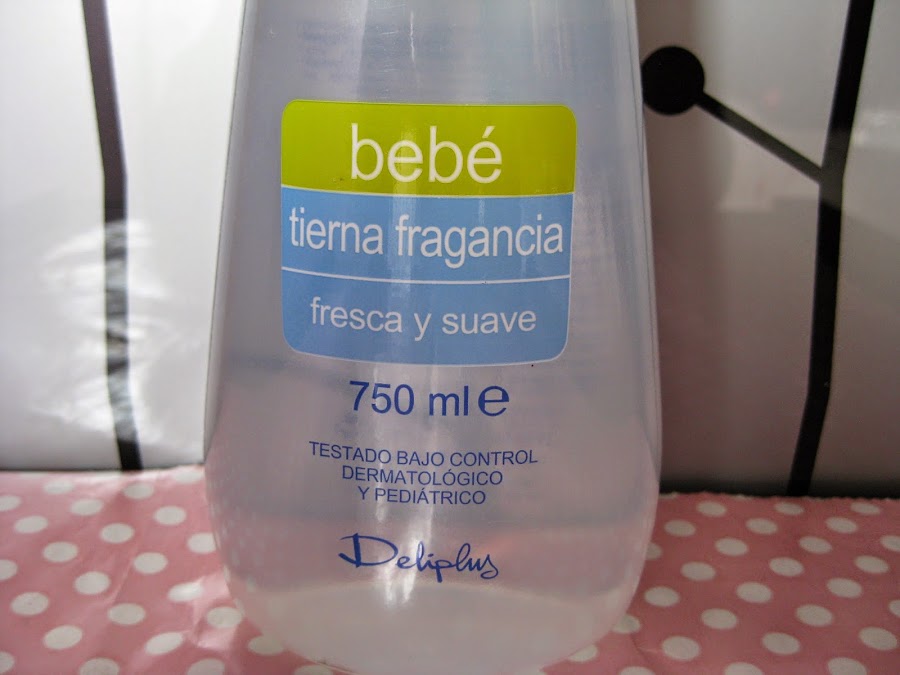 bebé
tierna fragancia
fresca y suave
750 ml e
TESTADO BAJO CONTROL
DERMATOLÓGICO
Y PEDIÁTRICO
Deliplus